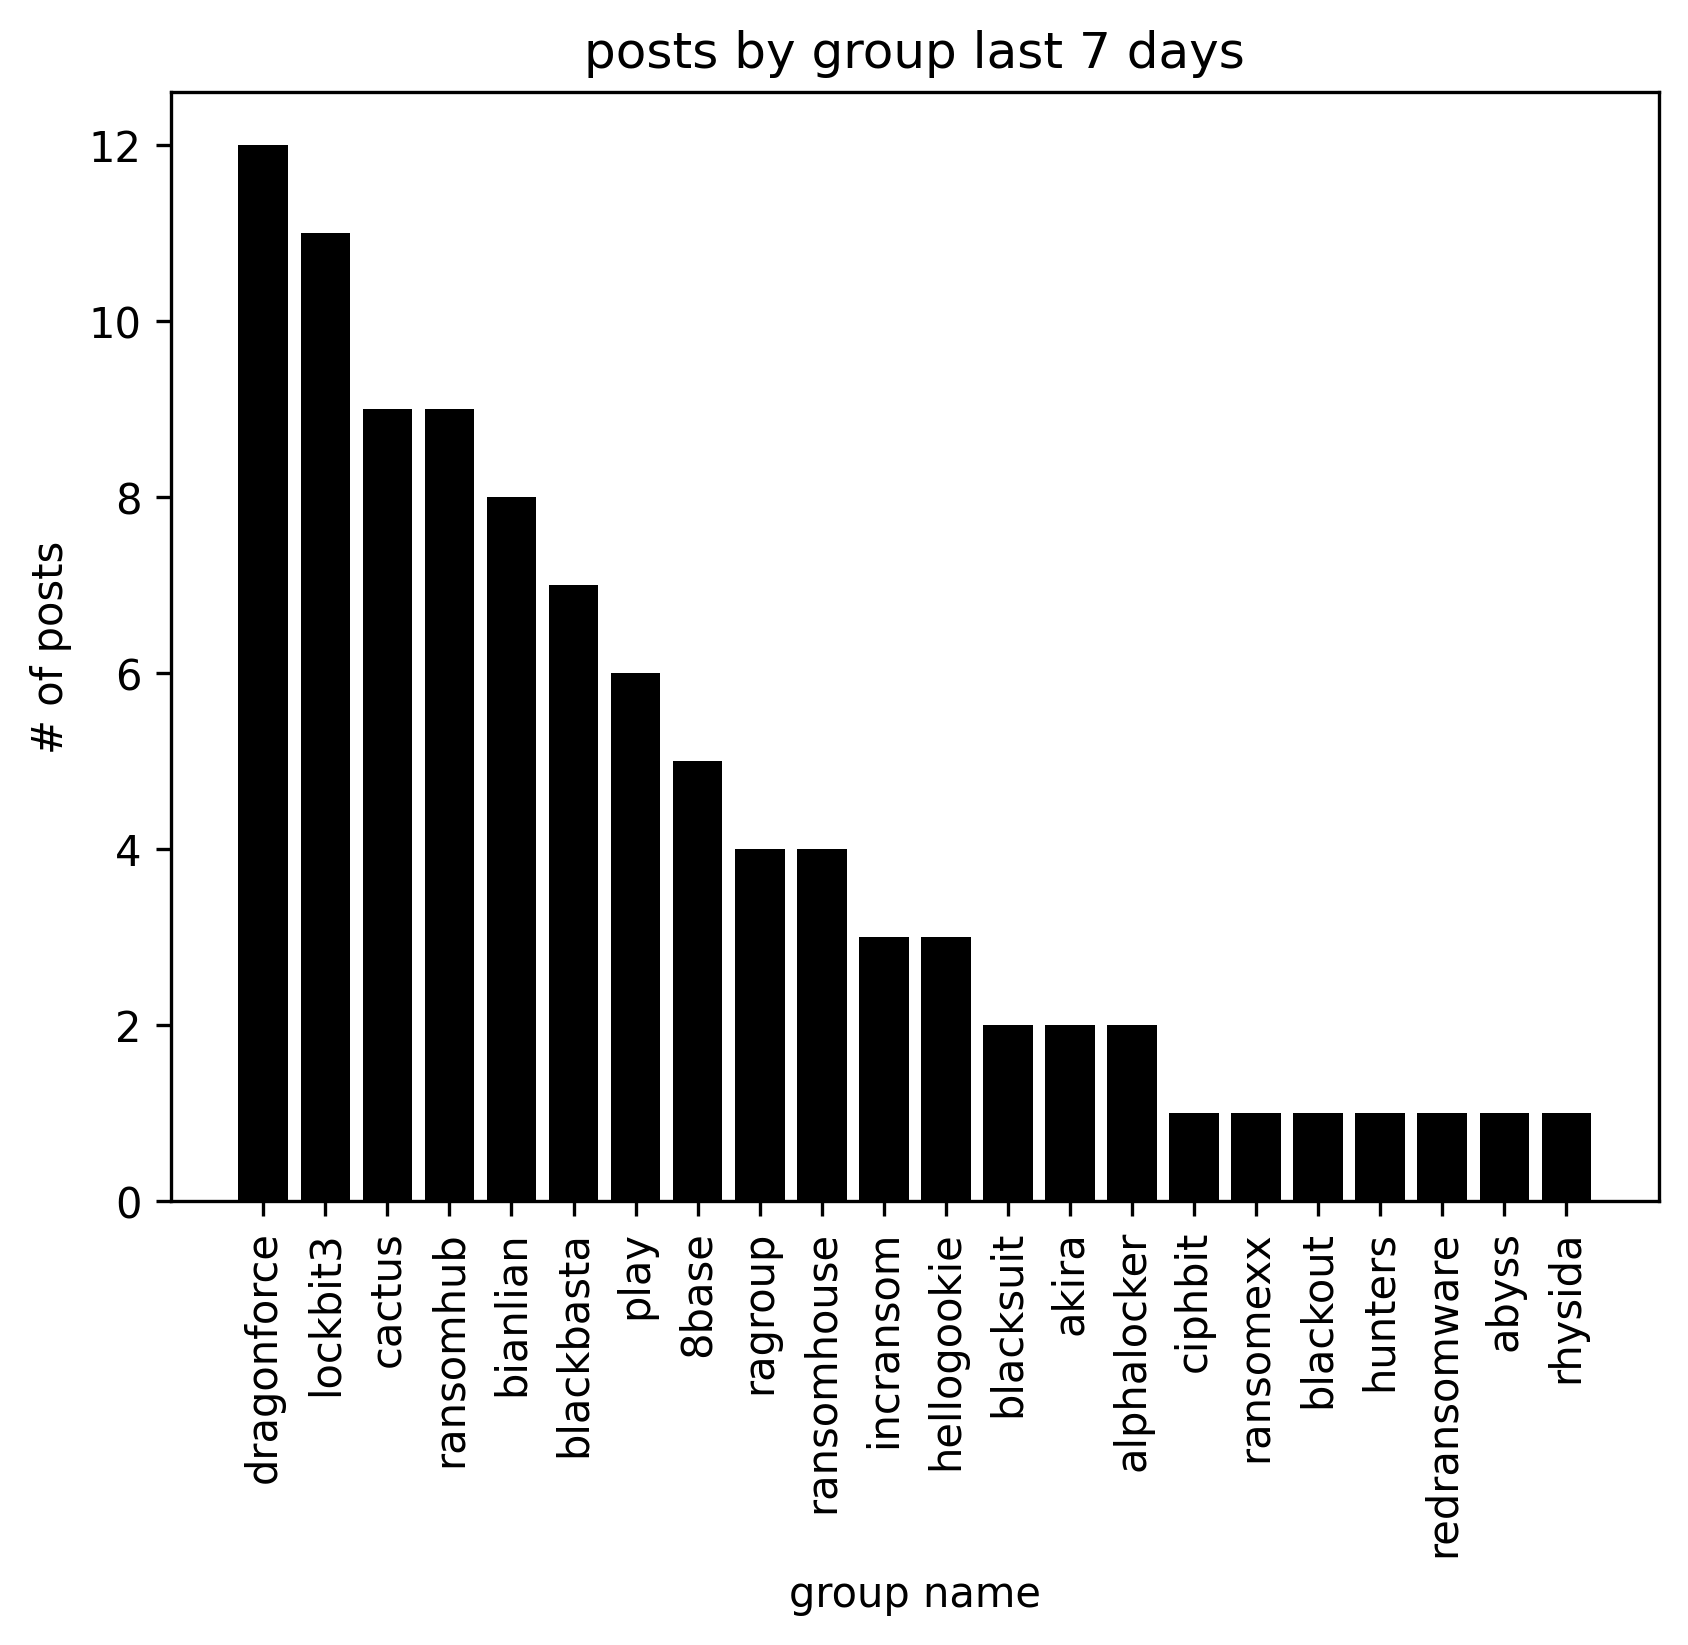 posts by group last 7 days
12
10
8
6
4
2
0
# of posts
dragonforce
lockbit3
cactus
ransomhub
bianlian
blackbasta
play
8base
ragroup
ransomhouse
incransom
hellogookie
blacksuit
akira
alphalocker
ciphbit
ransomexx
blackout
hunters
redransomware
abyss
rhysida
group name